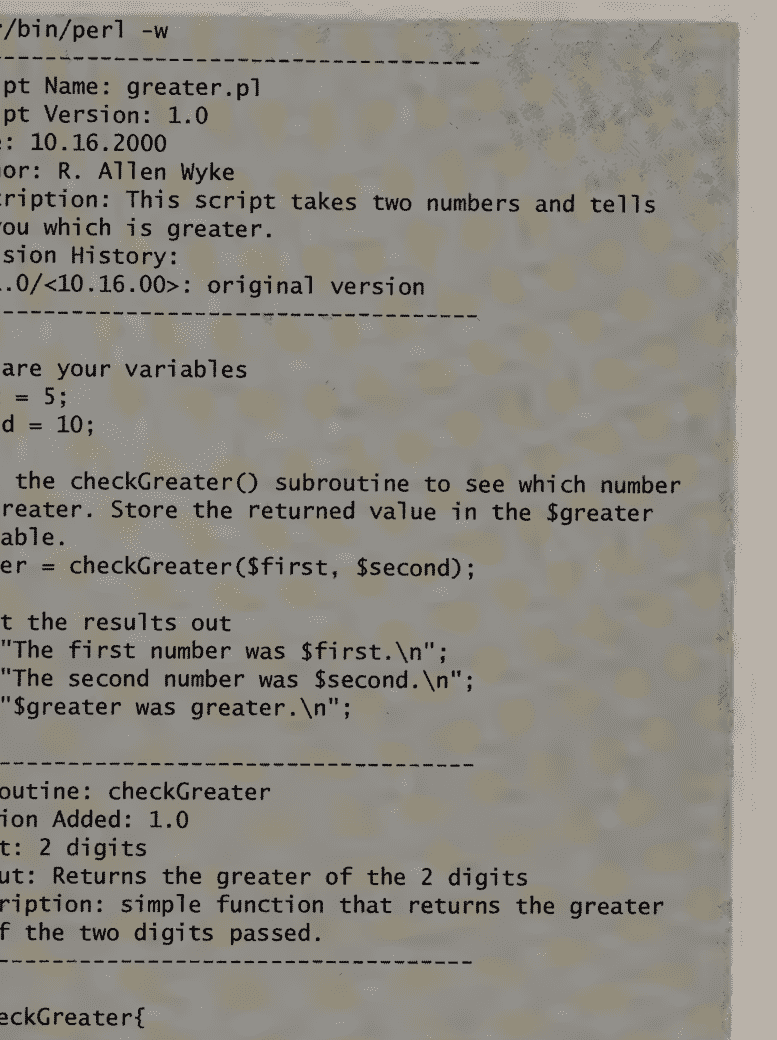 /bin/perl -w
---------------------------------------
pt Name: greater.pl
pt Version: 1.0
: 10.16.2000
or: R. Allen Wyke
ription: This script takes two numbers and tells
ou which is greater.
sion History:
.0/<10.16.00>: original version
---------------------------------------
are your variables
= 5;
d = 10;
the checkGreater() subroutine to see which number
reater. Store the returned value in the $greater
able.
er = checkGreater($first, $second);
t the results out
"The first number was $first.\n";
"The second number was $second.\n";
"$greater was greater.\n";
---------------------------------------
outine: checkGreater
ion Added: 1.0
t: 2 digits
ut: Returns the greater of the 2 digits
ription: simple function that returns the greater
f the two digits passed.
---------------------------------------
eckGreater{